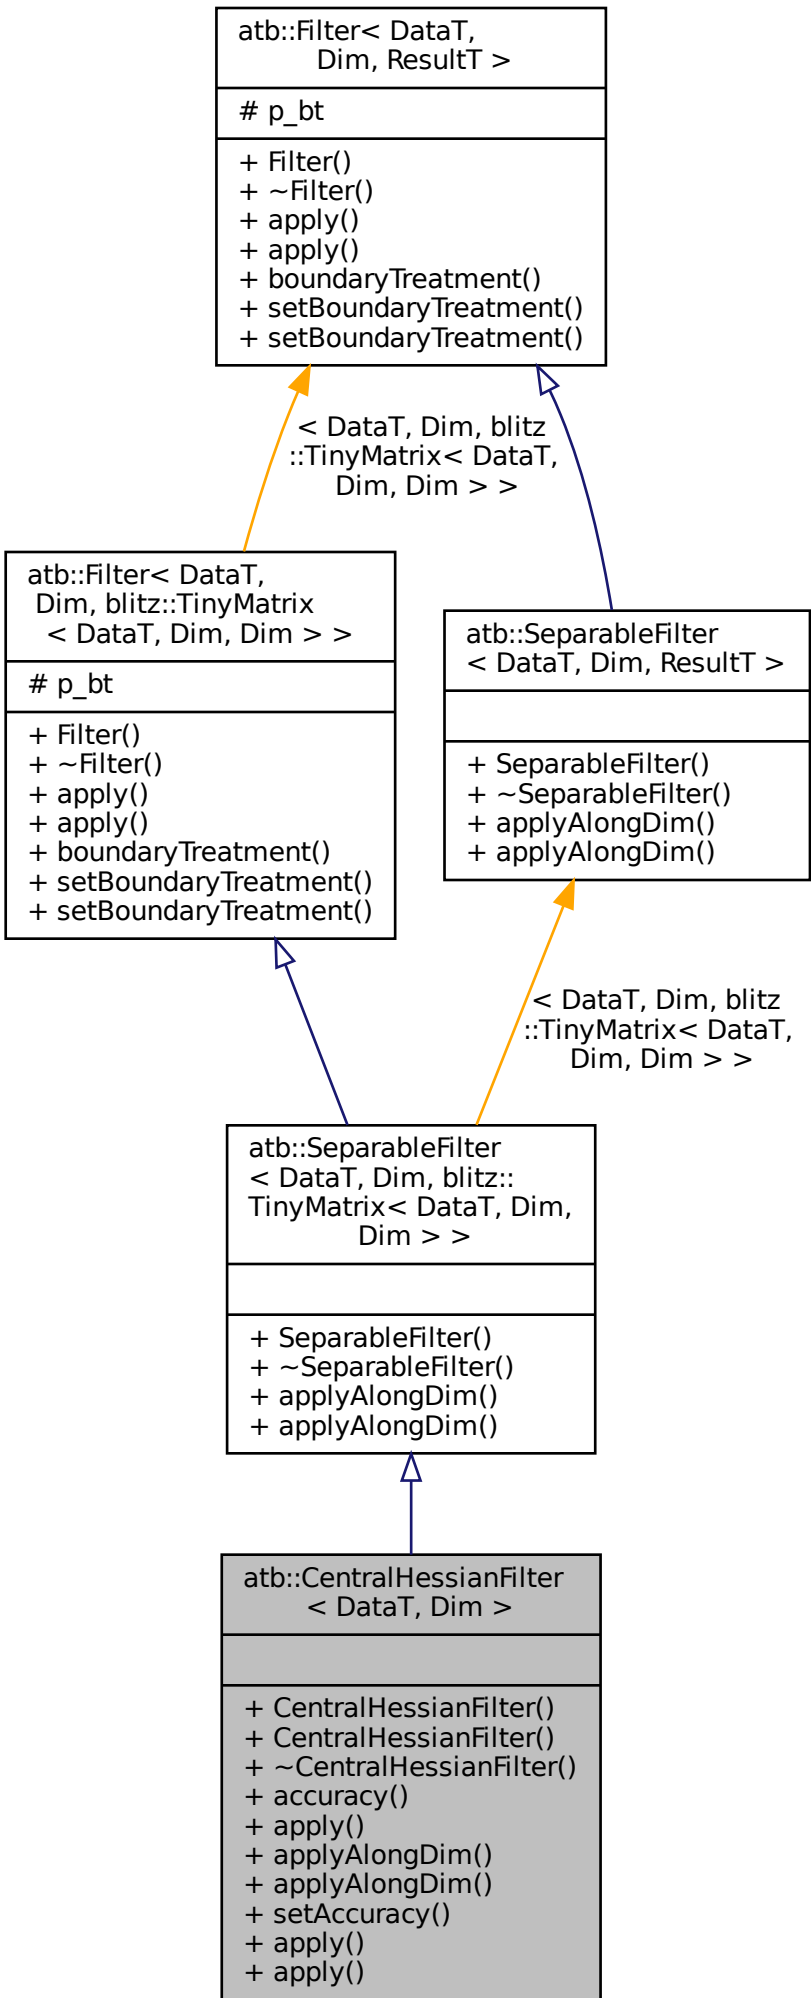 atb::Filter< DataT,
Dim, ResultT >
# p_bt
+ Filter()
+ ~Filter()
+ apply()
+ apply()
+ boundaryTreatment()
+ setBoundaryTreatment()
+ setBoundaryTreatment()
< DataT, Dim, blitz
::TinyMatrix< DataT,
Dim, Dim > >
atb::Filter< DataT,
Dim, blitz::TinyMatrix
< DataT, Dim, Dim > >
# p_bt
+ Filter()
+ ~Filter()
+ apply()
+ apply()
+ boundaryTreatment()
+ setBoundaryTreatment()
+ setBoundaryTreatment()
atb::SeparableFilter
< DataT, Dim, ResultT >
+ SeparableFilter()
+ ~SeparableFilter()
+ applyAlongDim()
+ applyAlongDim()
< DataT, Dim, blitz
::TinyMatrix< DataT,
Dim, Dim > >
atb::SeparableFilter
< DataT, Dim, blitz::
TinyMatrix< DataT, Dim,
Dim > >
+ SeparableFilter()
+ ~SeparableFilter()
+ applyAlongDim()
+ applyAlongDim()
atb::CentralHessianFilter
< DataT, Dim >
+ CentralHessianFilter()
+ CentralHessianFilter()
+ ~CentralHessianFilter()
+ accuracy()
+ apply()
+ applyAlongDim()
+ applyAlongDim()
+ setAccuracy()
+ apply()
+ apply()